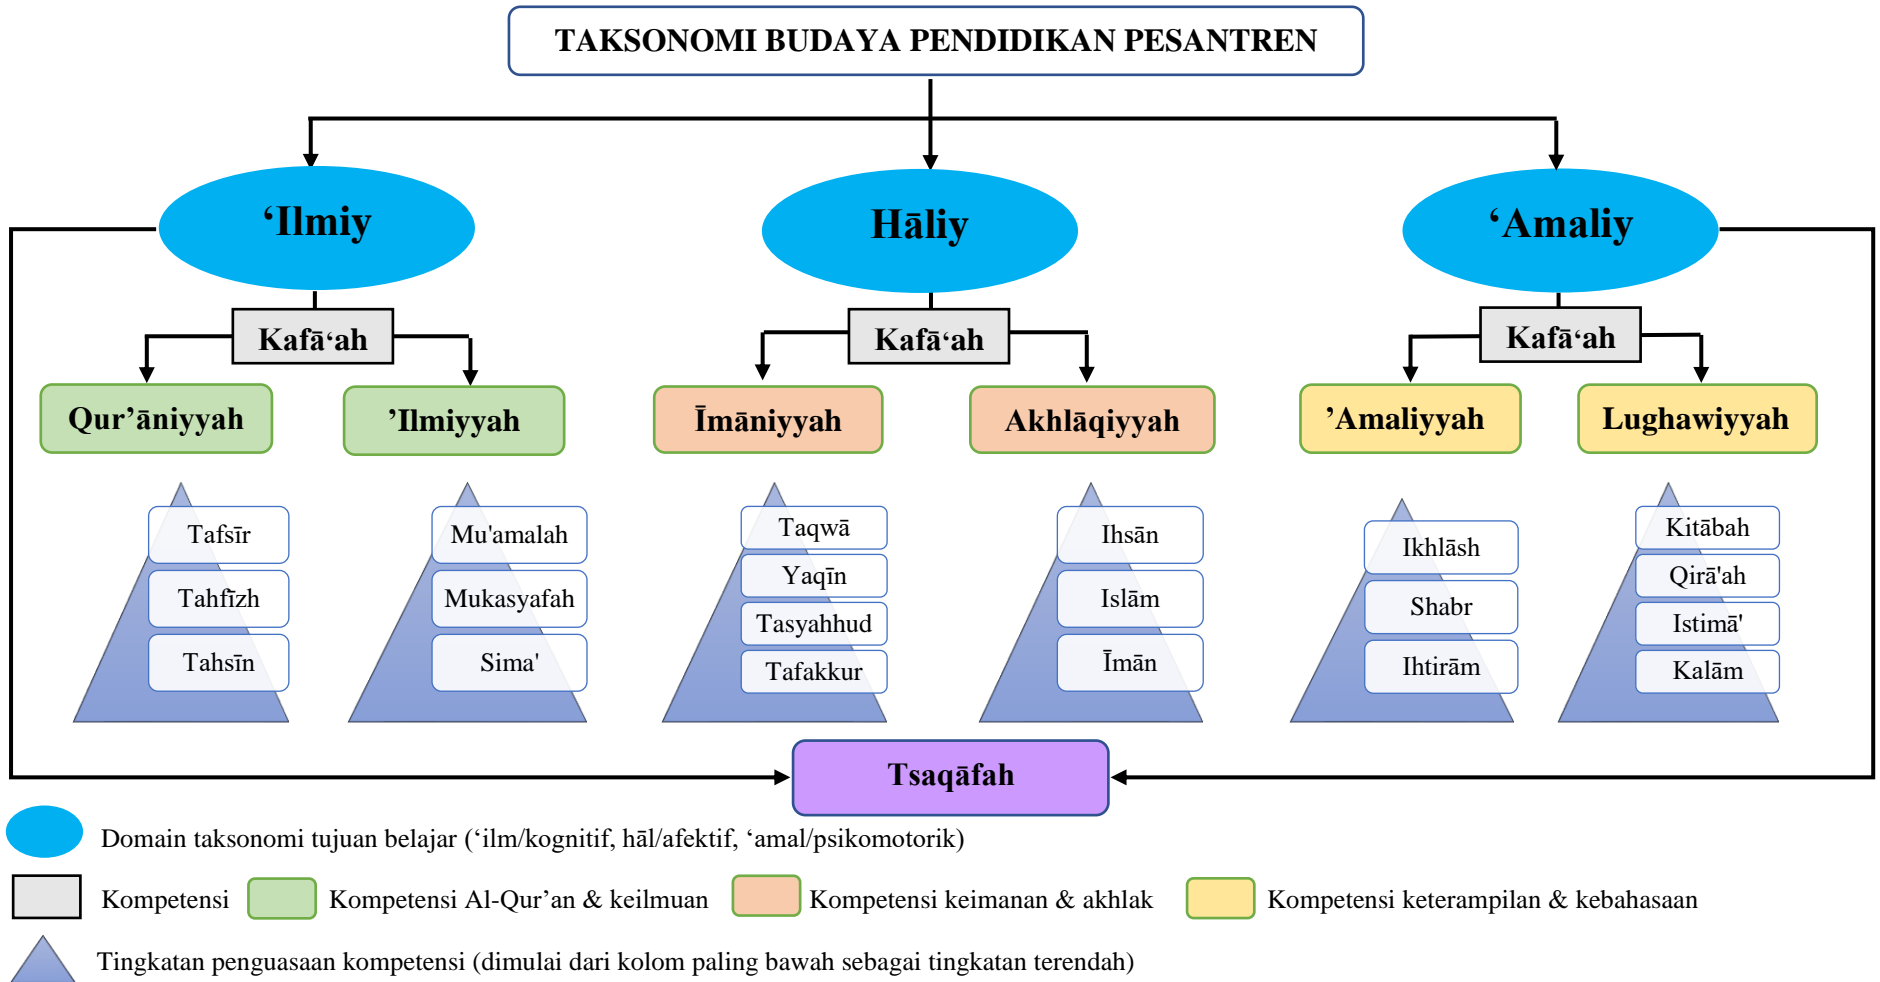 TAKSONOMI BUDAYA PENDIDIKAN PESANTREN
‘Ilmiy
Hāliy
‘Amaliy
Kafā‘ah
Kafā‘ah
Kafā‘ah
Qur’āniyyah
’Ilmiyyah
Īmāniyyah
Akhlāqiyyah
’Amaliyyah
Lughawiyyah
Tafsīr
Tahfīzh
Tahsīn
Mu'amalah
Mukasyafah
Sima'
Taqwā
Yaqīn
Tasyahhud
Tafakkur
Ihsān
Islām
Īmān
Ikhlāsh
Shabr
Ihtirām
Kitābah
Qirā'ah
Istimā'
Kalām
Tsaqāfah
Domain taksonomi tujuan belajar (‘ilm/kognitif, hāl/afektif, ‘amal/psikomotorik)
Kompetensi
Kompetensi Al-Qur’an & keilmuan
Kompetensi keimanan & akhlak
Kompetensi keterampilan & kebahasaan
Tingkatan penguasaan kompetensi (dimulai dari kolom paling bawah sebagai tingkatan terendah)